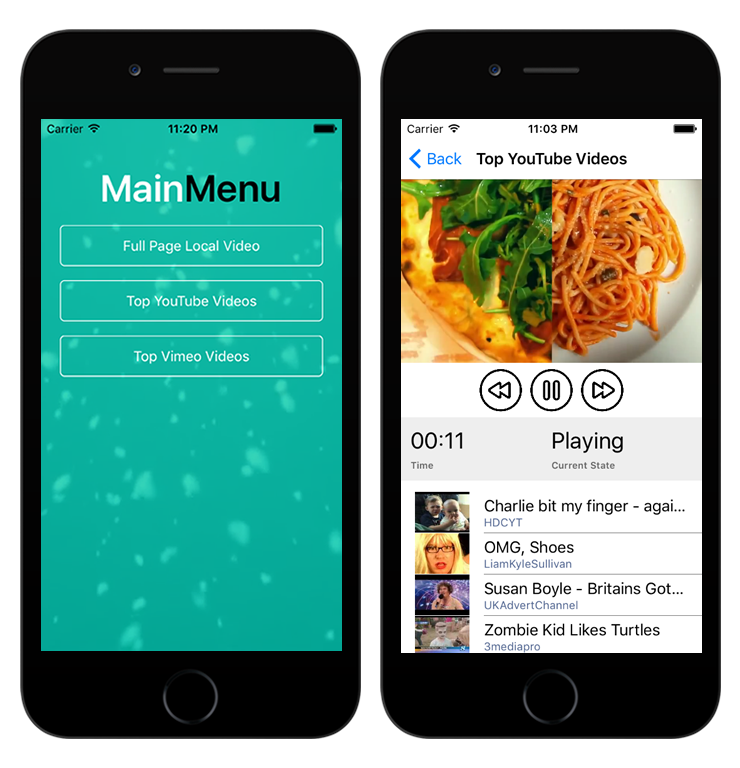 Carrier 11:20 PM
MainMenu
Full Page Local Video
Top YouTube Videos
Top Vimeo Videos
Carrier 11:03 PM
Back Top YouTube Videos
00:11 Playing
Time Current State
Charlie bit my finger - agai...
HDCYT
OMG, Shoes
LiamKyleSullivan
Susan Boyle - Britains Got...
UKAdvertChannel
Zombie Kid Likes Turtles
3mediapro